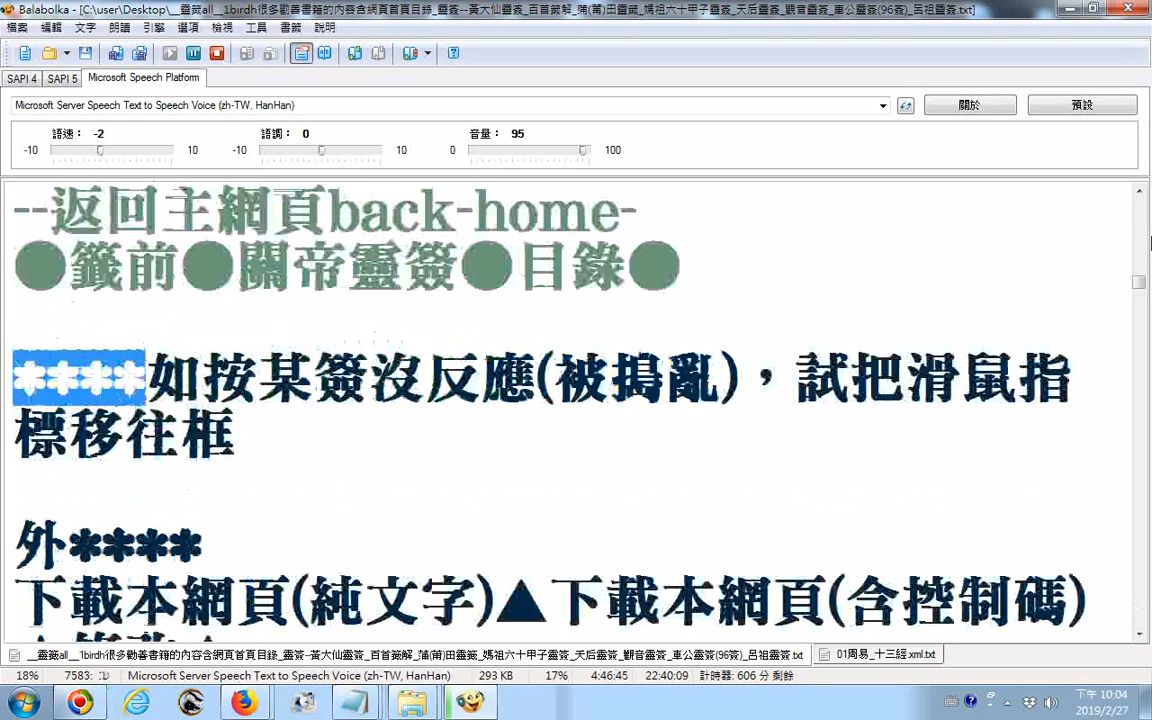 Balabolka - [C:\user\Desktop\__靈籤all__1birdh很多勸善書籍的內容含網頁首頁目錄_靈簽--黃大仙靈簽_百首籤解_蒲(莆)田靈籤_媽祖六十甲子靈簽_天后靈簽_觀音靈簽_車公靈簽(96簽)_呂祖靈簽.txt]
檔案 編輯 文字 朗讀 引擎 選項 檢視 工具 書籤 說明
SAPI 4 SAPI 5 Microsoft Speech Platform
Microsoft Server Speech Text to Speech Voice (zh-TW, HanHan) 關於 預設
語速： -2 語調： 0 音量： 95
-10 10 -10 10 0 100
--返回主網頁back-home-
●籤前●關帝靈簽●目錄●
****如按某簽沒反應(被搗亂)，試把滑鼠指
標移往框
外****
下載本網頁(純文字)▲下載本網頁(含控制碼)
__靈籤all__1birdh很多勸善書籍的內容含網頁首頁目錄_靈簽--黃大仙靈簽_百首籤解_蒲(莆)田靈籤_媽祖六十甲子靈簽_天后靈簽_觀音靈簽_車公靈簽(96簽)_呂祖靈簽.txt 01周易_十三經.xml.txt
18% 7583: Microsoft Server Speech Text to Speech Voice (zh-TW, HanHan) 293 KB 17% 4:46:45 22:40:09 計時器： 606 分 剩餘
下午 10:04
2019/2/27